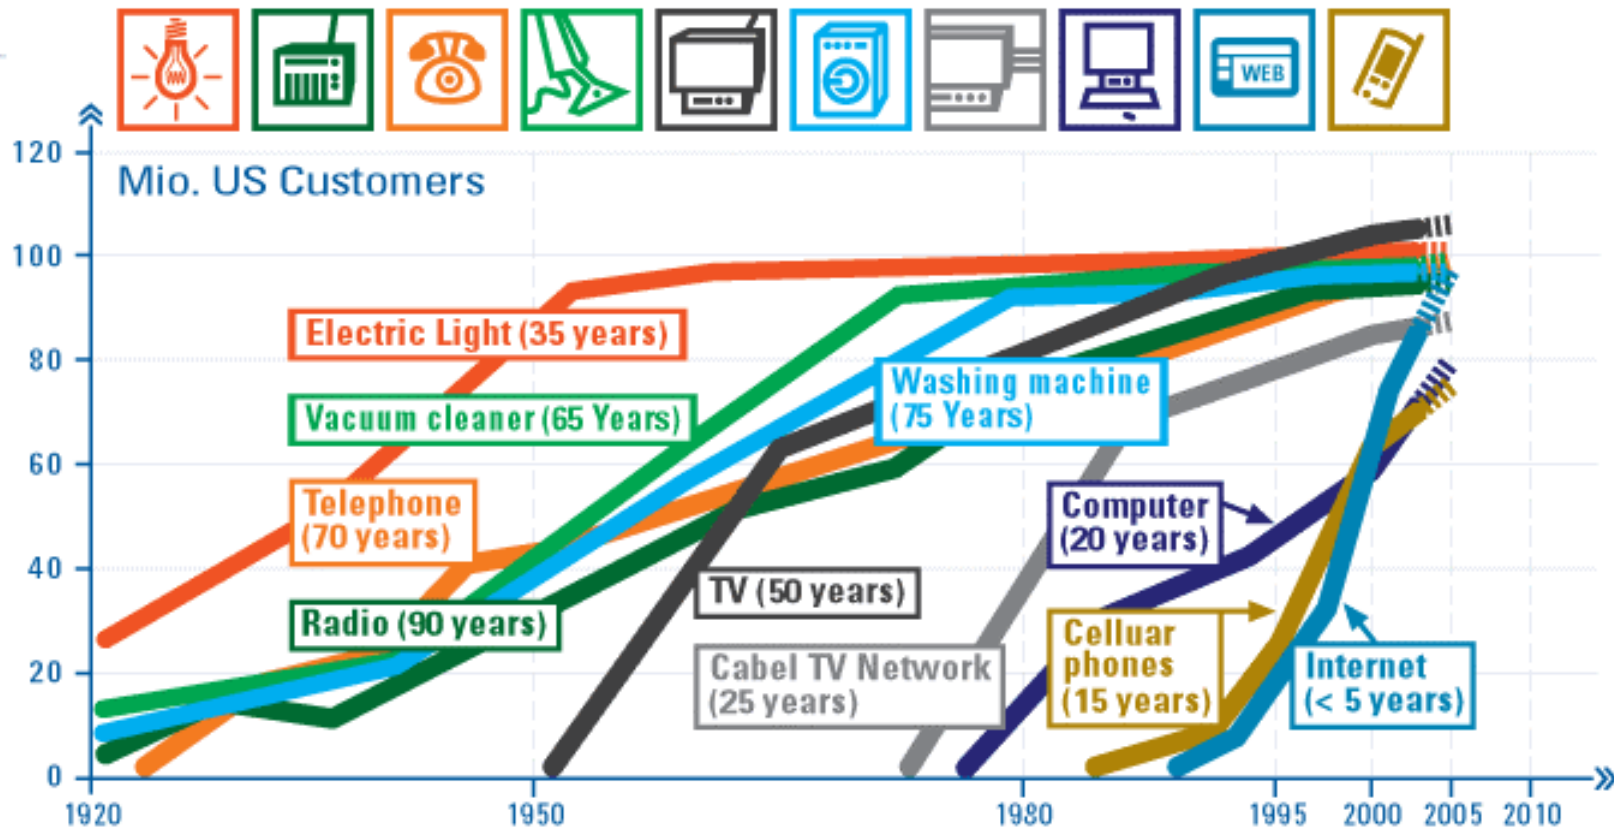 WEB
120
Mio. US Customers
100
80
60
40
20
0
Electric Light (35 years)
Vacuum cleaner (65 Years)
Telephone
(70 years)
Radio (90 years)
Washing machine
(75 Years)
TV (50 years)
Cabel TV Network
(25 years)
Computer
(20 years)
Celluar
phones
(15 years)
Internet
(< 5 years)
1920 1950 1980 1995 2000 2005 2010